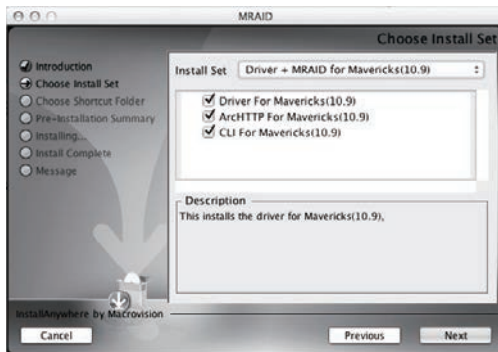 MRAID
Choose Install Set
Introduction
Choose Install Set
Choose Shortcut Folder
Pre-Installation Summary
Installing...
Install Complete
Message
Install Set
Driver + MRAID for Mavericks(10.9)
Driver For Mavericks(10.9)
ArcHTTP For Mavericks(10.9)
CLI For Mavericks(10.9)
Description
This installs the driver for Mavericks(10.9),
InstallAnywhere by Macrovision
Cancel
Previous
Next